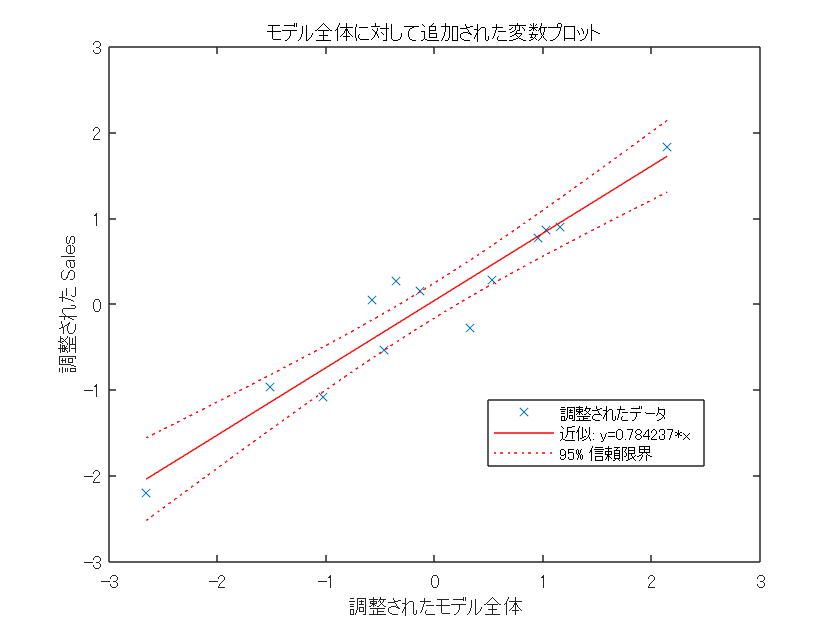 モデル全体に対して追加された変数プロット
3
2
1
0
-1
-2
-3
調整された Sales
調整されたデータ
近似: y=0.784237*x
95% 信頼限界
-3 -2 -1 0 1 2 3
調整されたモデル全体